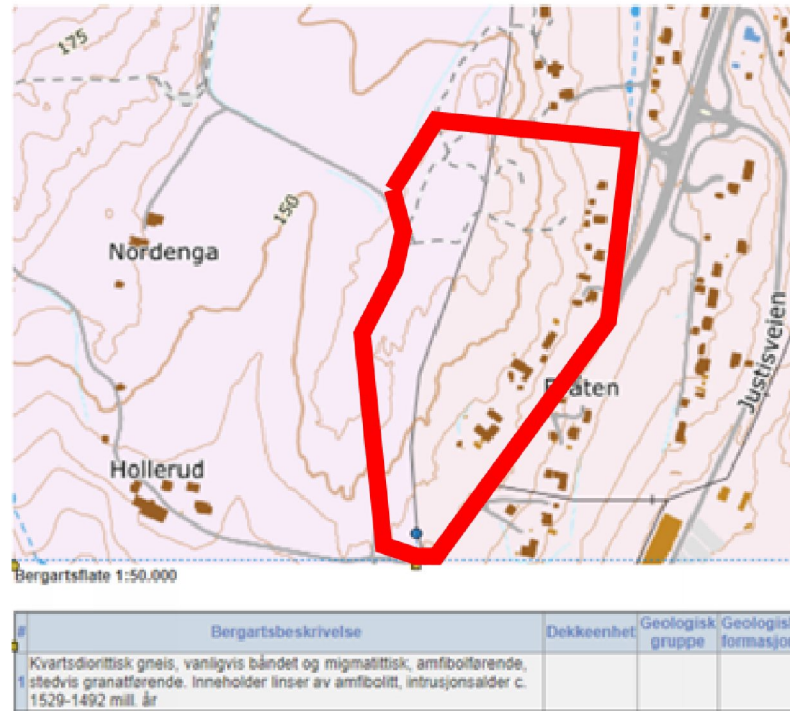 175
150
Nordenga
Justisveien
Hollerud
Bergartsflate 1:50.000
# Bergartsbeskrivelse Dekkeenhet Geologisk gruppe Geologisk formasjon
1 Kvartsdiorittisk gneis, vanligvis båndet og migmatittisk, amfibolførende,
stedvis granatførende. Inneholder linser av amfibolitt, intrusjonsalder c.
1529-1492 mill. år